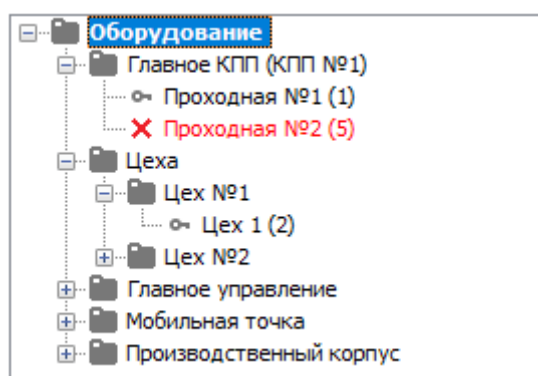 Оборудование
Главное КПП (КПП №1)
Проходная №1 (1)
Проходная №2 (5)
Цеха
Цех №1
Цех 1 (2)
Цех №2
Главное управление
Мобильная точка
Производственный корпус